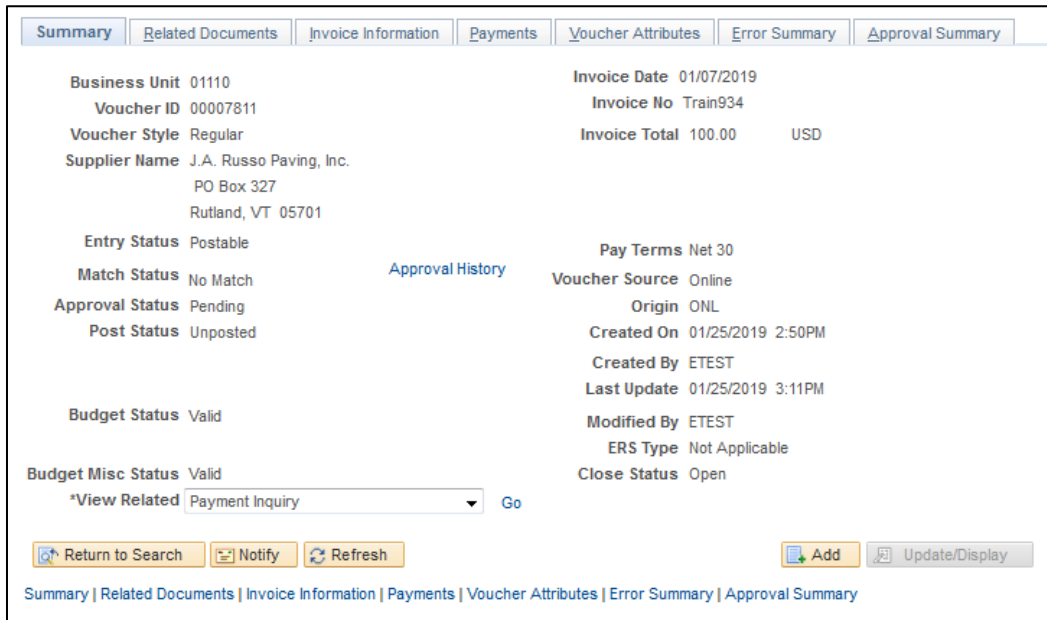 Summary Related Documents Invoice Information Payments Voucher Attributes Error Summary Approval Summary
Business Unit 01110
Invoice Date 01/07/2019
Voucher ID 00007811
Invoice No Train934
Voucher Style Regular
Invoice Total 100.00 USD
Supplier Name J.A. Russo Paving, Inc.
PO Box 327
Rutland, VT 05701
Entry Status Postable
Pay Terms Net 30
Match Status No Match
Approval History
Voucher Source Online
Approval Status Pending
Origin ONL
Post Status Unposted
Created On 01/25/2019 2:50PM
Created By ETEST
Last Update 01/25/2019 3:11PM
Budget Status Valid
Modified By ETEST
ERS Type Not Applicable
Budget Misc Status Valid
Close Status Open
*View Related Payment Inquiry Go
Return to Search Notify Refresh Add Update/Display
Summary | Related Documents | Invoice Information | Payments | Voucher Attributes | Error Summary | Approval Summary